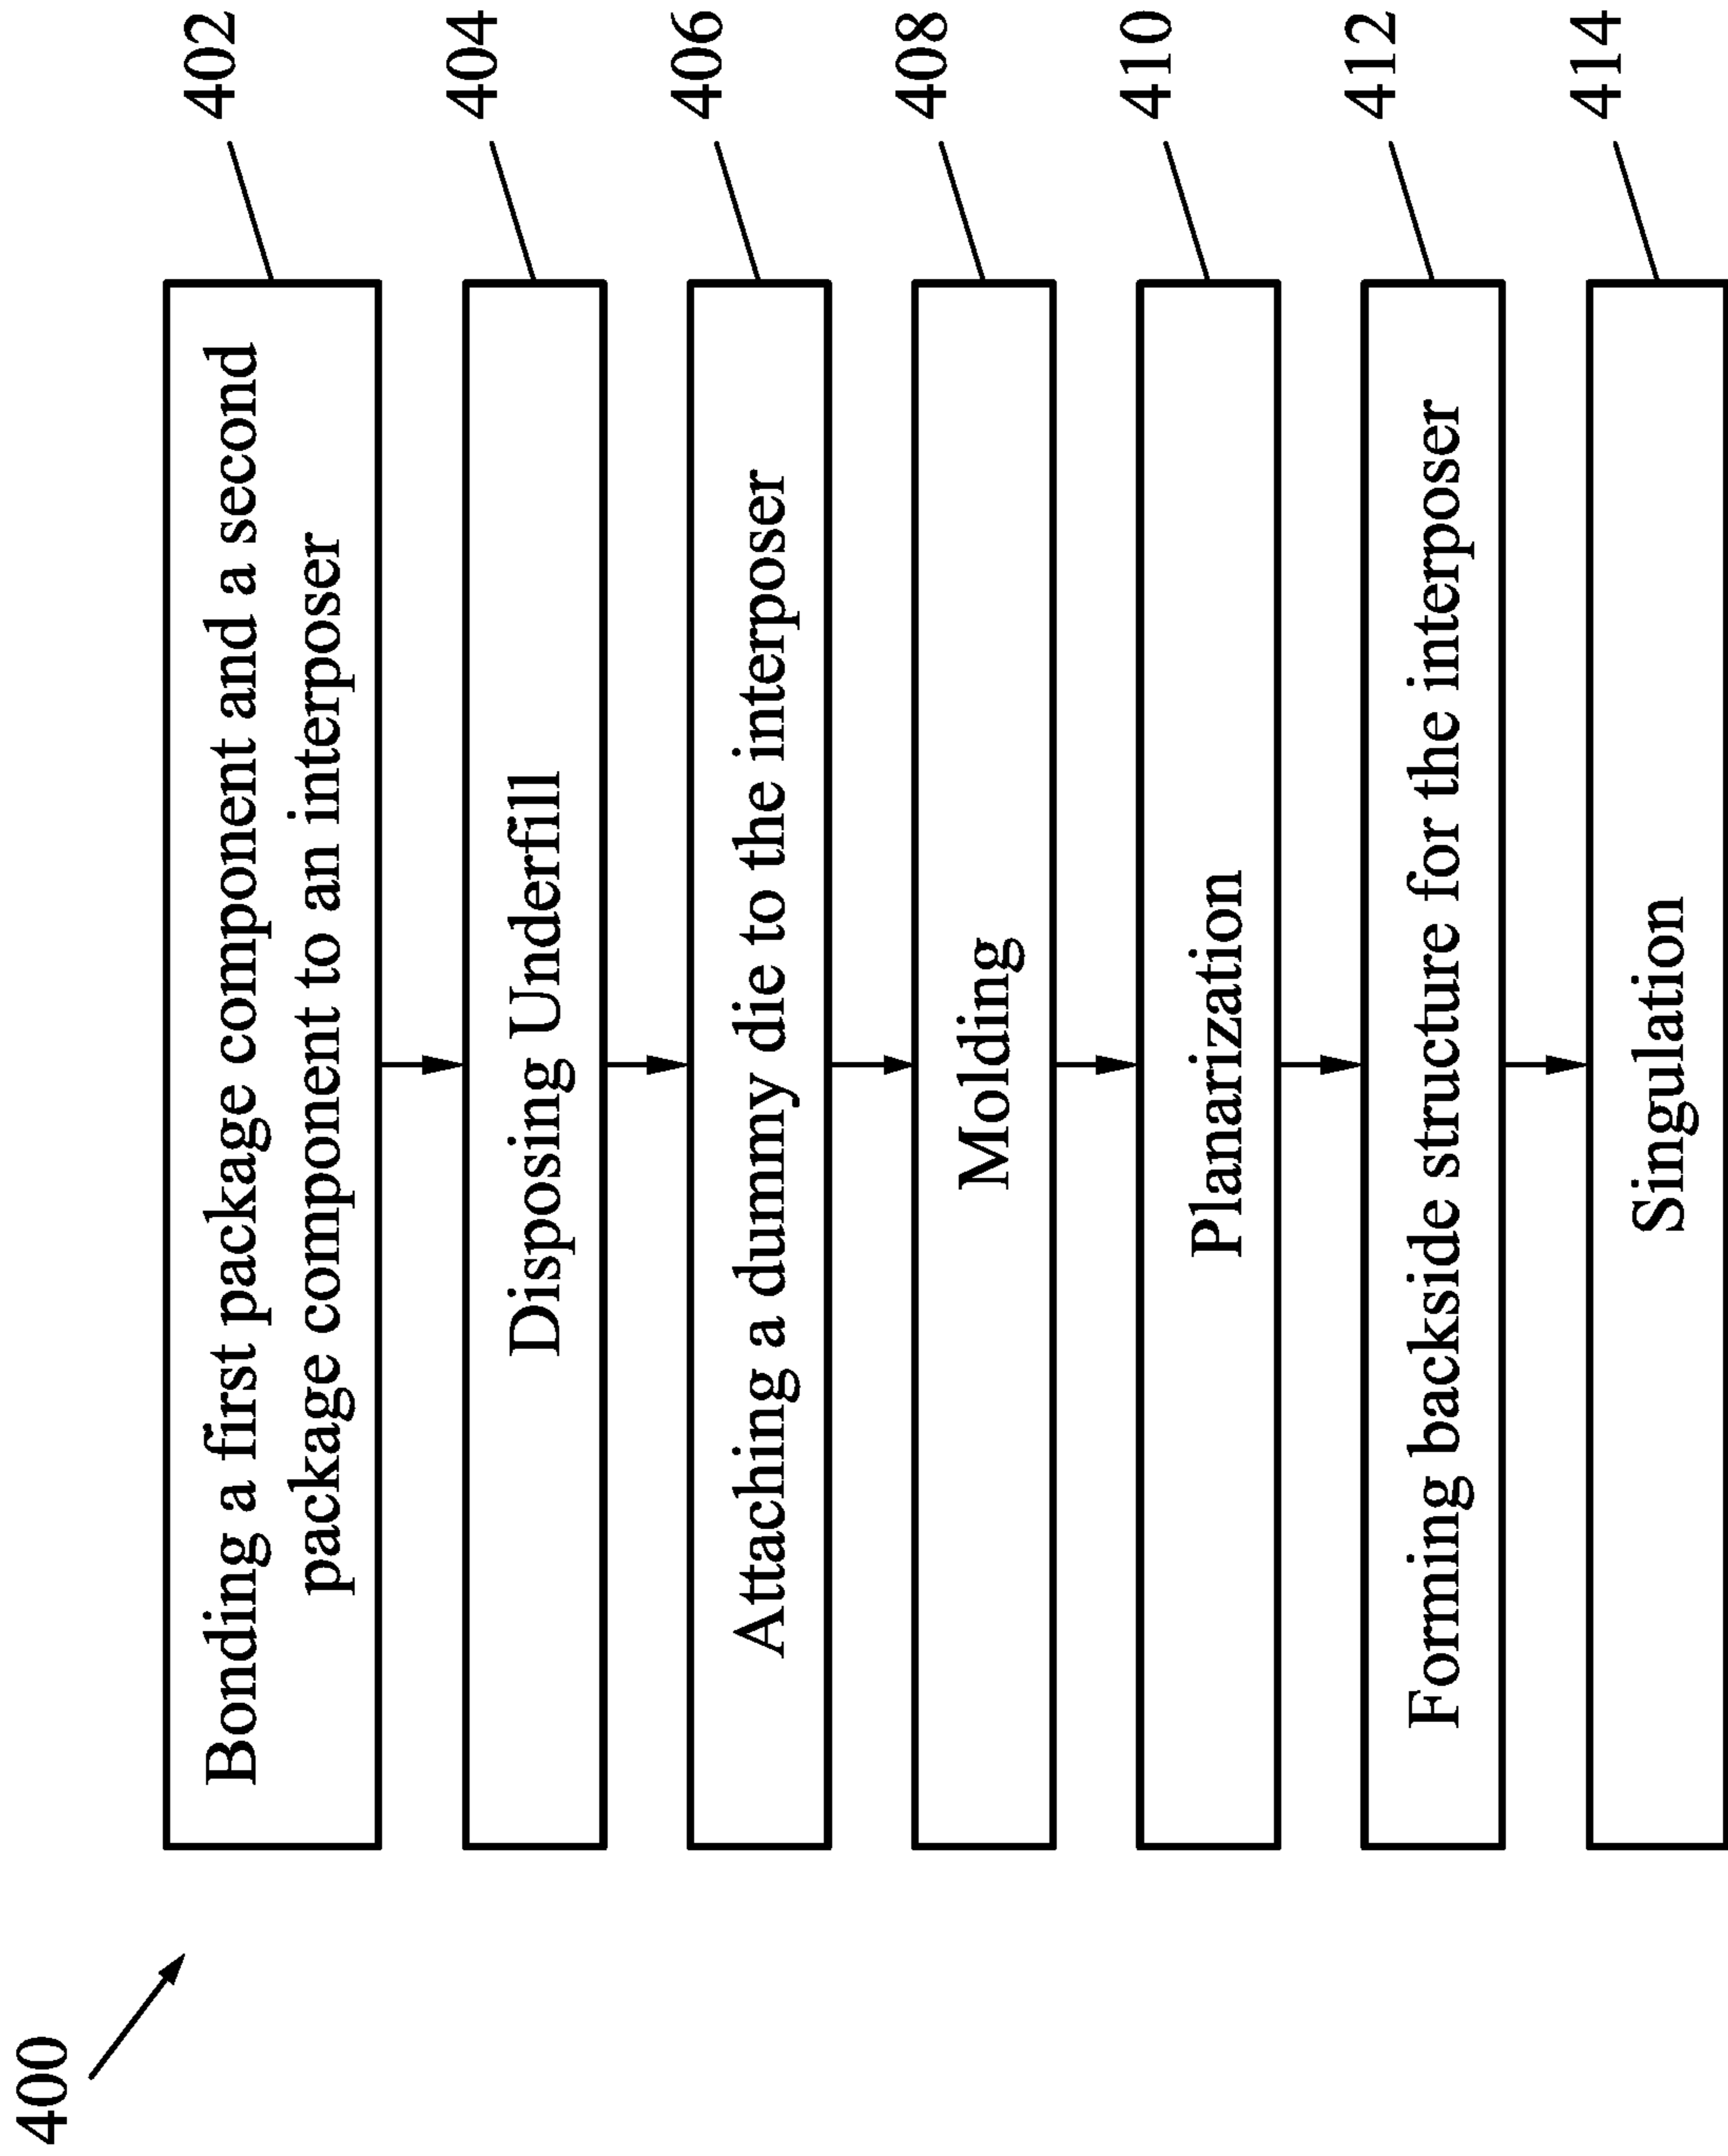 400
Bonding a first package component and a second
package component to an interposer
402
Disposing Underfill
404
Attaching a dummy die to the interposer
406
Molding
408
Planarization
410
Forming backside structure for the interposer
412
Singulation
414